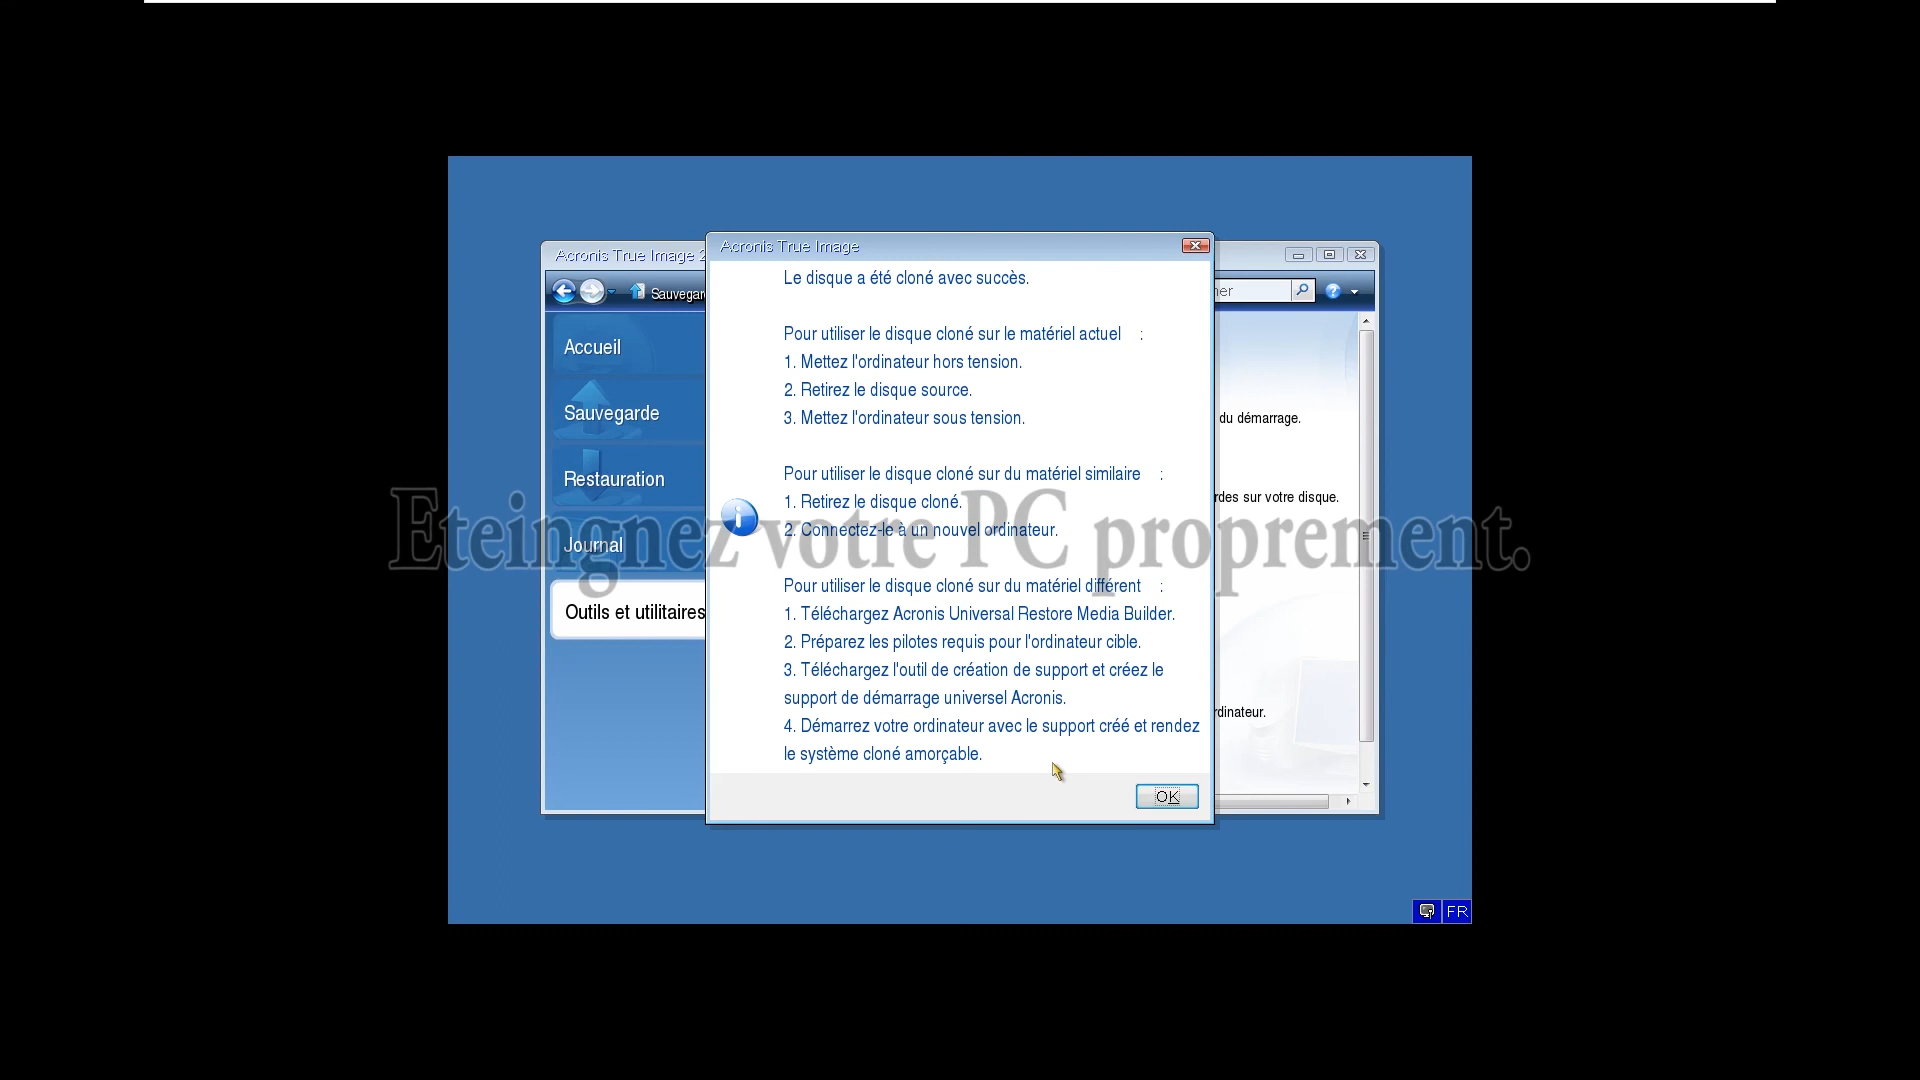 Acronis True Image 2
Acronis True Image
Le disque a été cloné avec succès.
Pour utiliser le disque cloné sur le matériel actuel :
1. Mettez l'ordinateur hors tension.
2. Retirez le disque source.
3. Mettez l'ordinateur sous tension.
Pour utiliser le disque cloné sur du matériel similaire :
1. Retirez le disque cloné.
2. Connectez-le à un nouvel ordinateur.
Pour utiliser le disque cloné sur du matériel différent :
1. Téléchargez Acronis Universal Restore Media Builder.
2. Préparez les pilotes requis pour l'ordinateur cible.
3. Téléchargez l'outil de création de support et créez le
support de démarrage universel Acronis.
4. Démarrez votre ordinateur avec le support créé et rendez
le système cloné amorçable.
OK
Sauvegar
Accueil
Sauvegarde
Restauration
Journal
Outils et utilitaires
her
du démarrage.
rdes sur votre disque.
rdinateur.
Eteingnez votre PC proprement.
FR